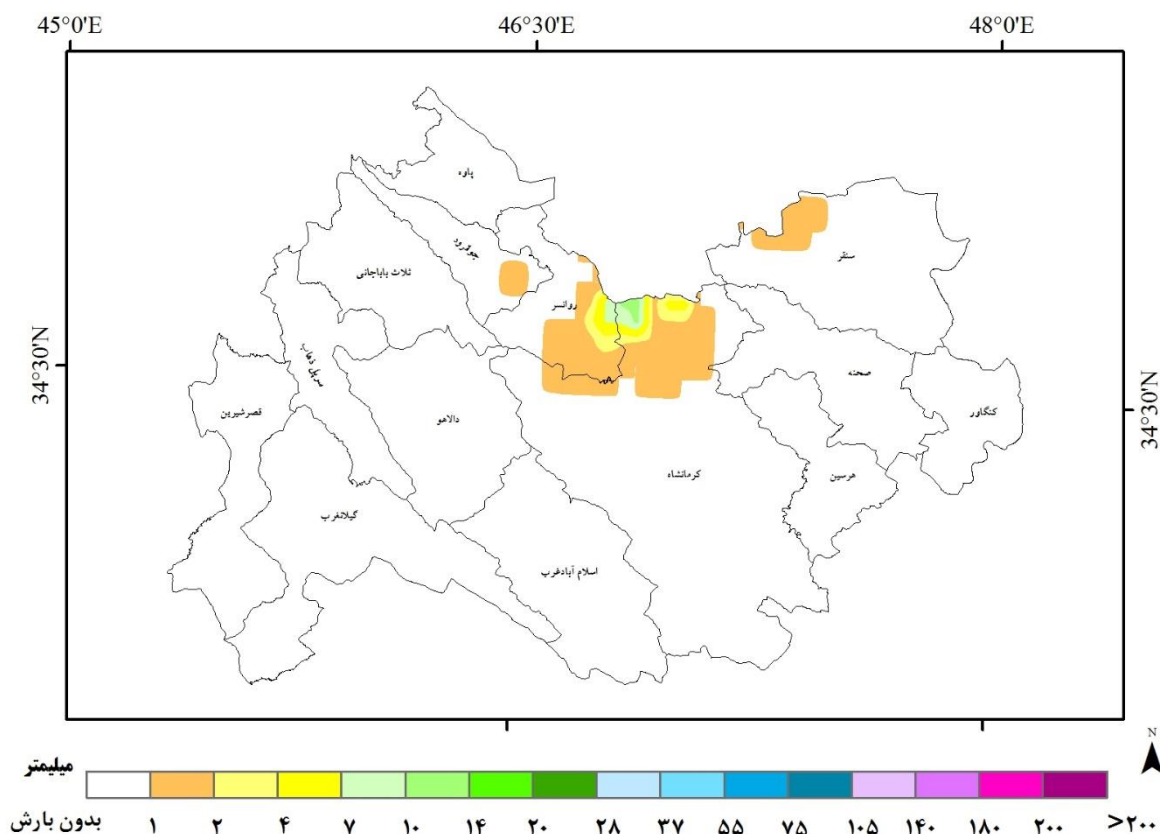 45°0'E 46°30'E 48°0'E
پاوه
جوانرود
ثلاث باباجانی
سنقر
روانسر
34°30'N
سرپل ذهاب
صحنه
قصرشیرین
دالاهو
کنگاور
34°30'N
کرمانشاه
هرسین
گیلانغرب
اسلام آبادغرب
N
میلیمتر
بدون بارش ۱ ۲ ۴ ۷ ۱۰ ۱۴ ۲۰ ۲۸ ۳۷ ۵۵ ۷۵ ۱۰۵ ۱۴۰ ۱۸۰ ۲۰۰ >۲۰۰